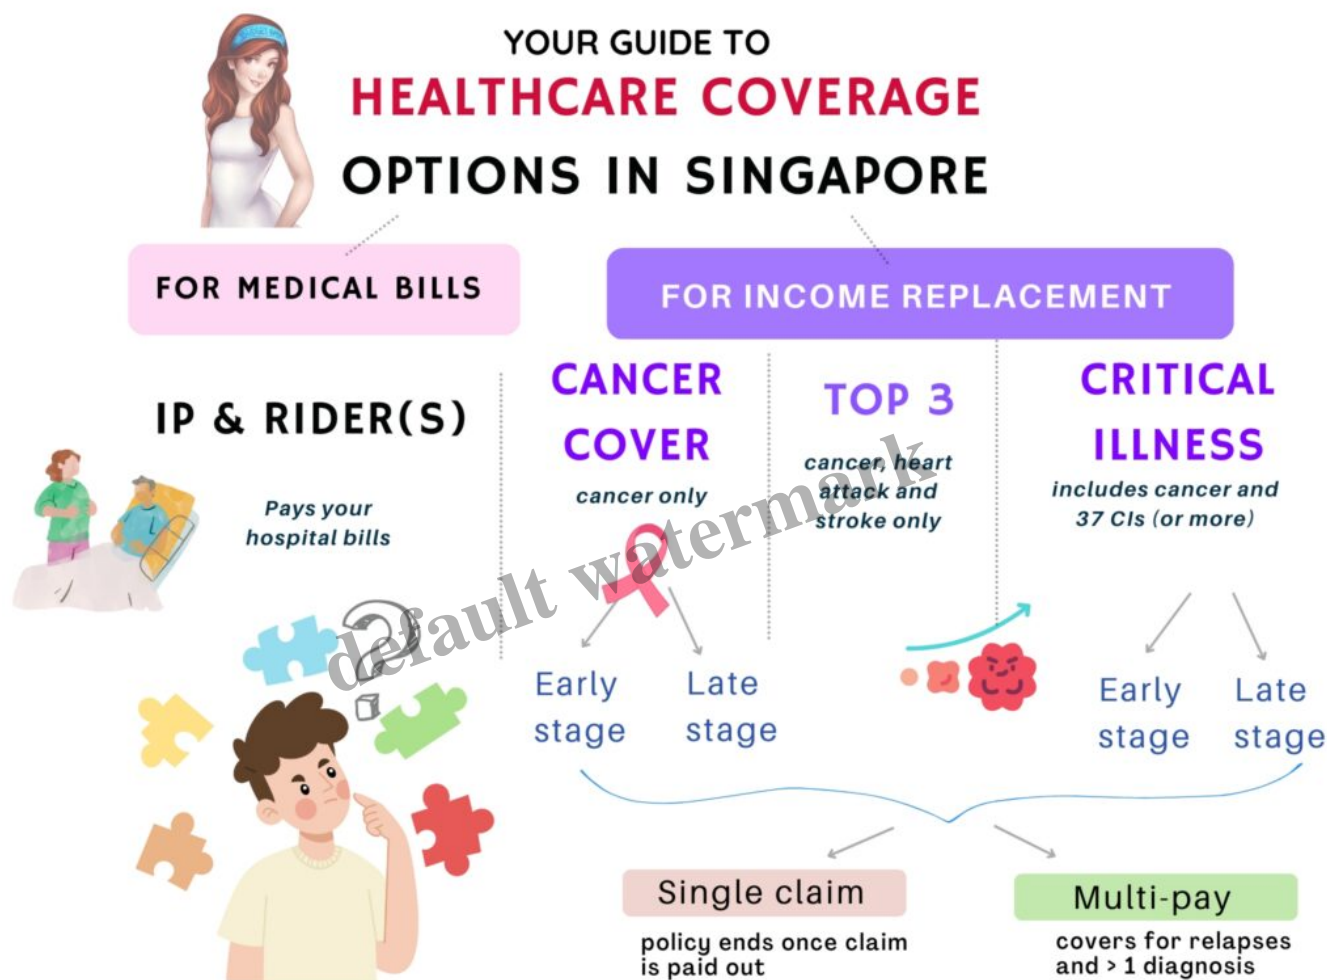 YOUR GUIDE TO
HEALTHCARE COVERAGE
OPTIONS IN SINGAPORE
FOR MEDICAL BILLS
FOR INCOME REPLACEMENT
IP & RIDER(S)
Pays your
hospital bills
CANCER
COVER
cancer only
TOP 3
cancer, heart
attack and
stroke only
CRITICAL
ILLNESS
includes cancer and
37 CIs (or more)
default watermark
?
Early
stage
Late
stage
Early
stage
Late
stage
Single claim
policy ends once claim
is paid out
Multi-pay
covers for relapses
and > 1 diagnosis